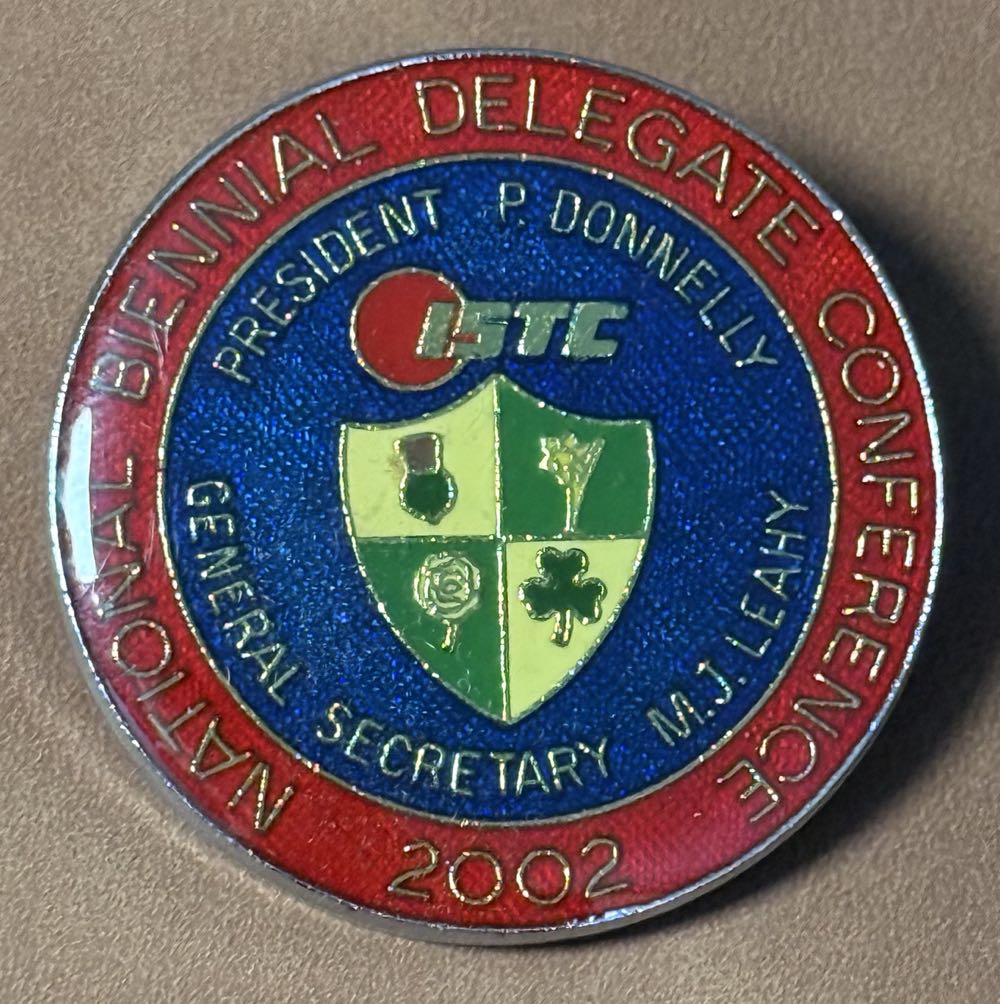 NATIONAL BIENNIAL DELEGATE CONFERENCE
PRESIDENT P. DONNELLY
ISTC
GENERAL SECRETARY M.J. LEAHY
2002